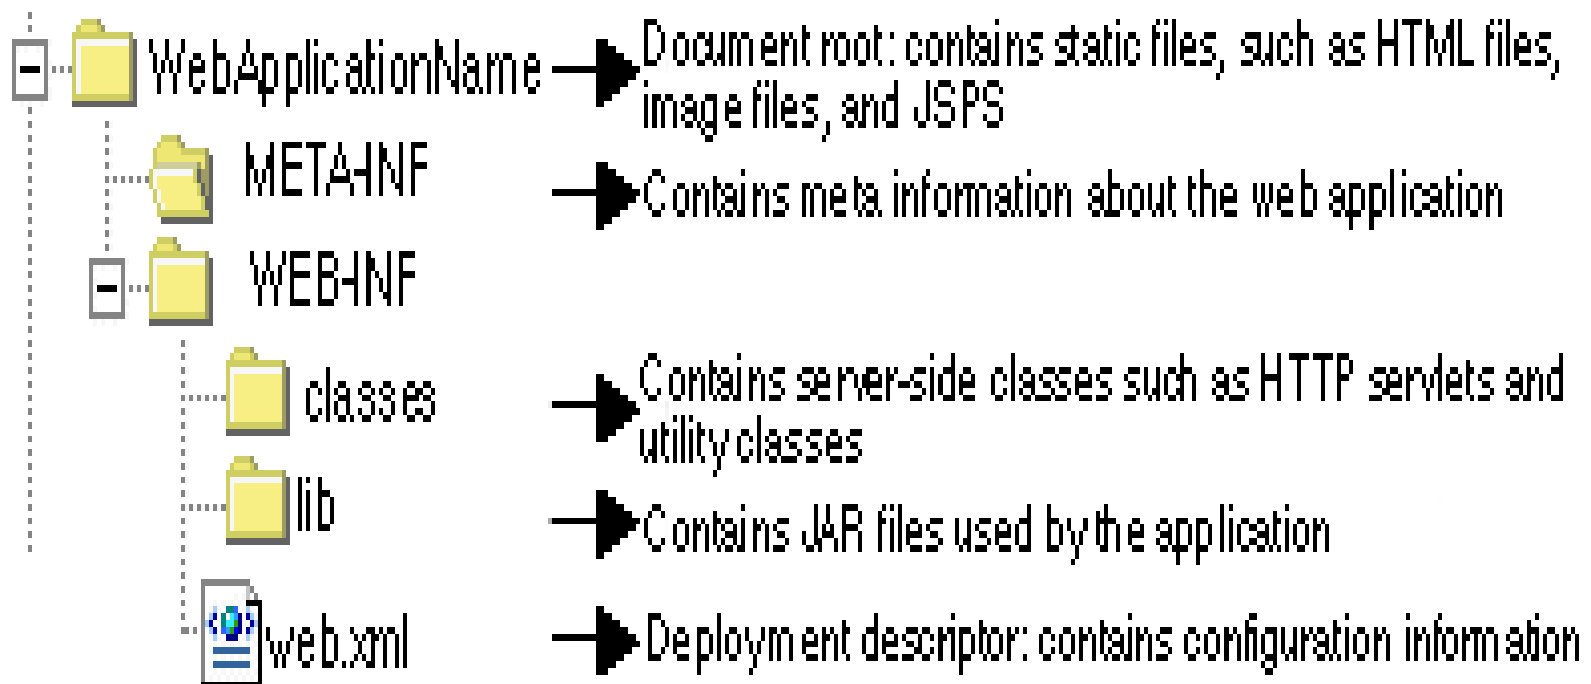 WebApplicationName
Document root: contains static files, such as HTML files,
image files, and JSPS
META-INF
Contains meta information about the web application
WEB-INF
classes
Contains server-side classes such as HTTP servlets and
utility classes
lib
Contains JAR files used by the application
web.xml
Deployment descriptor: contains configuration information